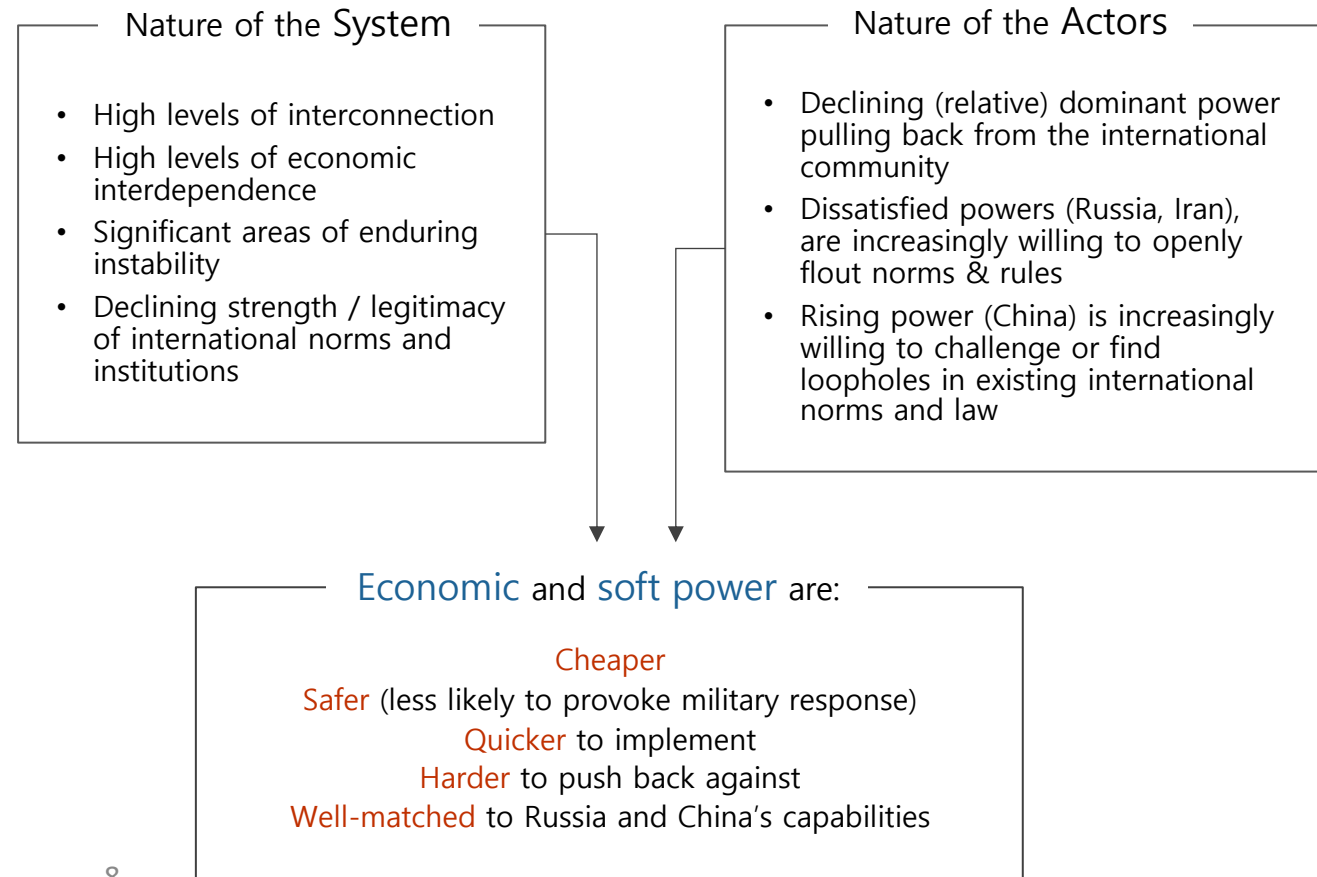 Nature of the System
• High levels of interconnection
• High levels of economic
interdependence
• Significant areas of enduring
instability
• Declining strength / legitimacy
of international norms and
institutions
Nature of the Actors
• Declining (relative) dominant power
pulling back from the international
community
• Dissatisfied powers (Russia, Iran),
are increasingly willing to openly
flout norms & rules
• Rising power (China) is increasingly
willing to challenge or find
loopholes in existing international
norms and law
Economic and soft power are:
Cheaper
Safer (less likely to provoke military response)
Quicker to implement
Harder to push back against
Well-matched to Russia and China's capabilities